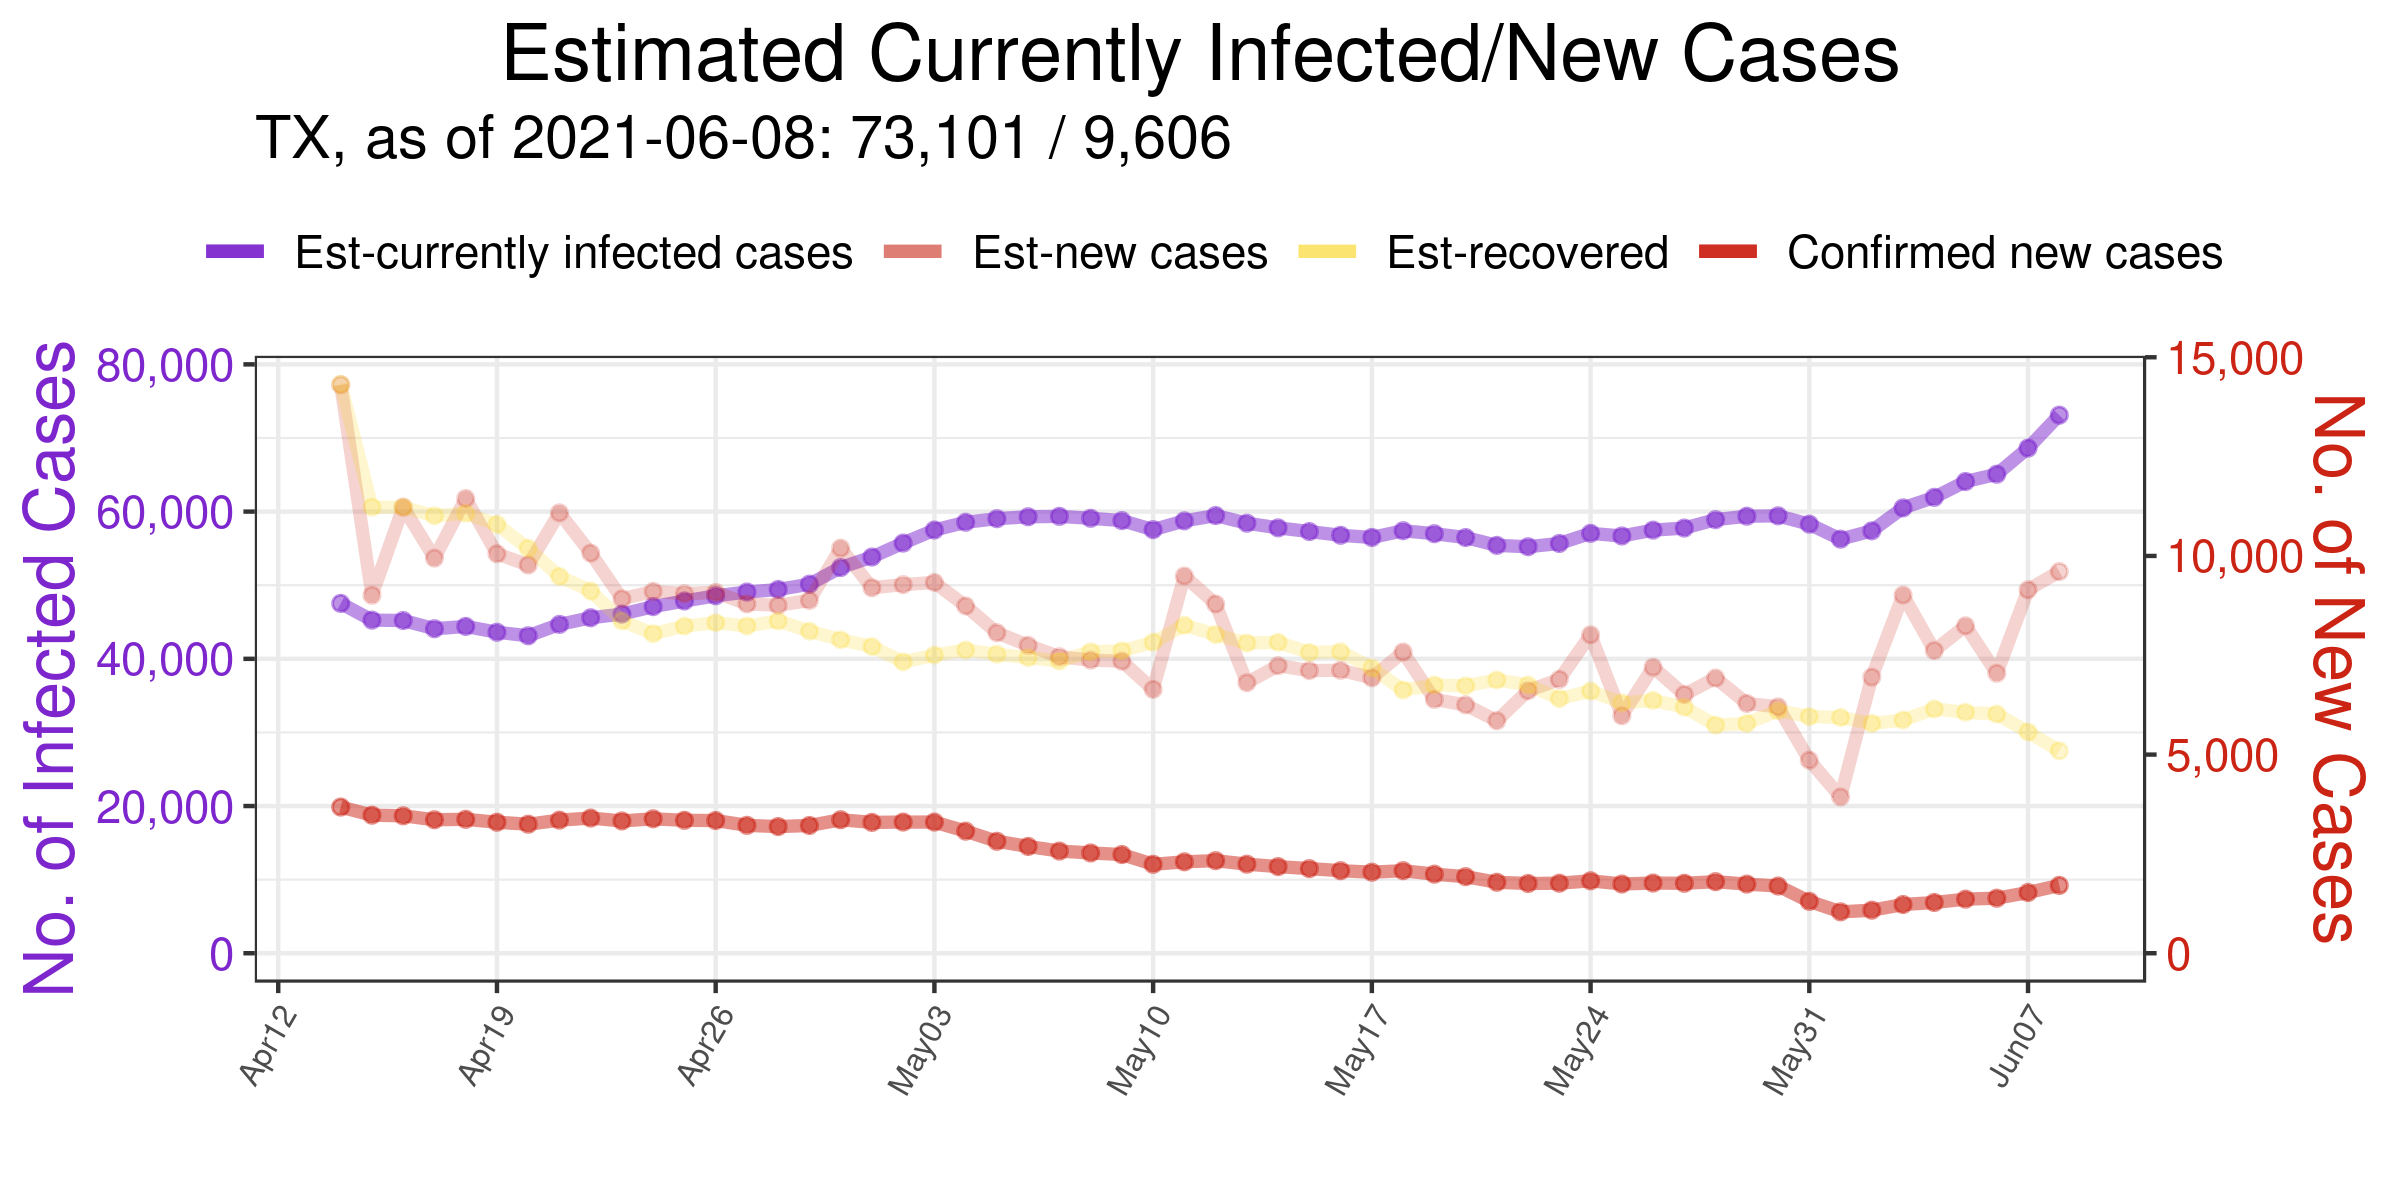 Estimated Currently Infected/New Cases
TX, as of 2021-06-08: 73,101 / 9,606
Est-currently infected cases Est-new cases Est-recovered Confirmed new cases
No. of Infected Cases
80,000
60,000
40,000
20,000
0
15,000
10,000
5,000
0
No. of New Cases
Apr12 Apr19 Apr26 May03 May10 May17 May24 May31 Jun07